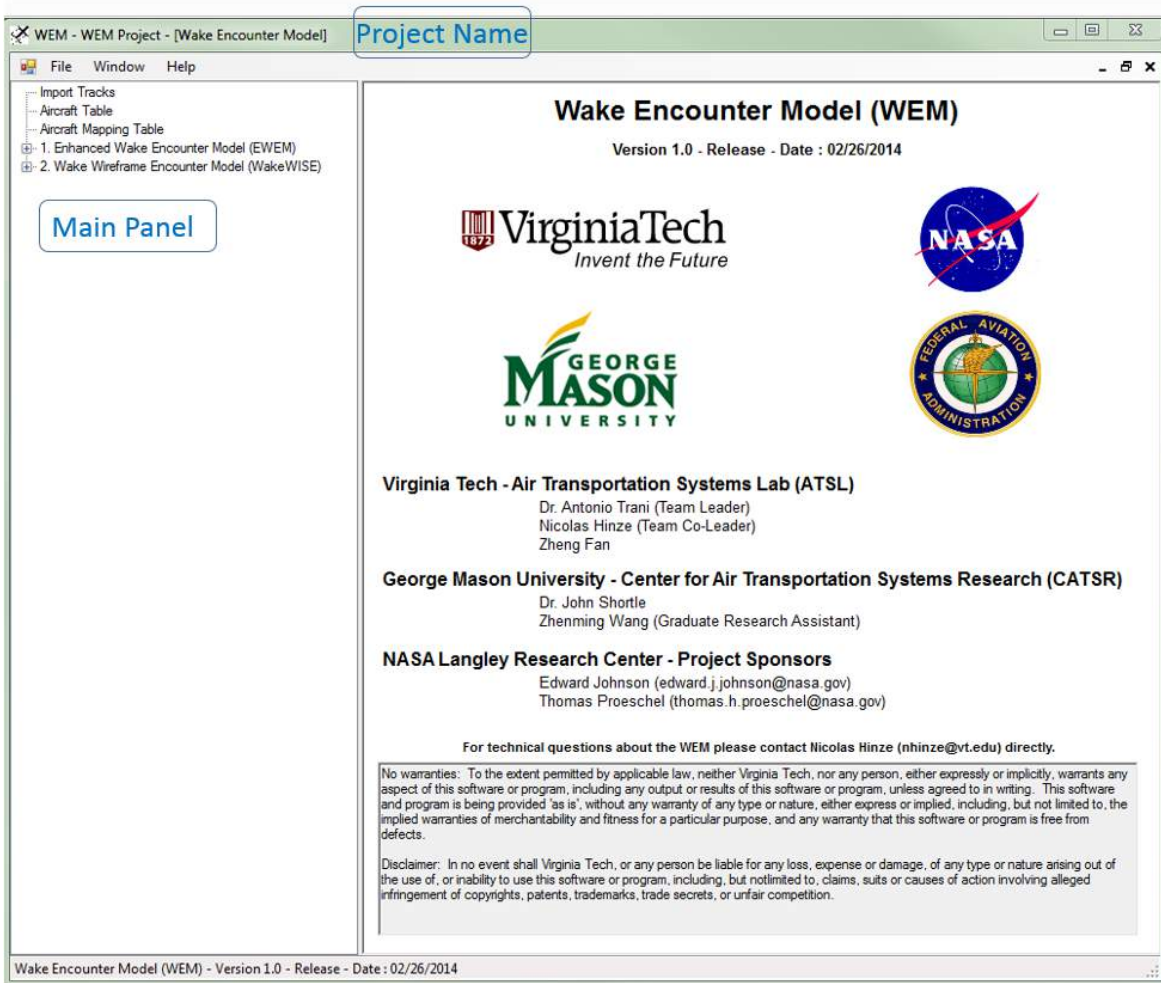 WEM - WEM Project - [Wake Encounter Model]
Project Name
File Window Help
Import Tracks
Aircraft Table
Aircraft Mapping Table
1. Enhanced Wake Encounter Model (EWEM)
2. Wake Wireframe Encounter Model (WakeWISE)
Main Panel
Wake Encounter Model (WEM)
Version 1.0 - Release - Date : 02/26/2014
1872
VirginiaTech
Invent the Future
NASA
GEORGE
MASON
UNIVERSITY
FEDERAL AVIATION
ADMINISTRATION
Virginia Tech - Air Transportation Systems Lab (ATSL)
Dr. Antonio Trani (Team Leader)
Nicolas Hinze (Team Co-Leader)
Zheng Fan
George Mason University - Center for Air Transportation Systems Research (CATSR)
Dr. John Shortle
Zhenming Wang (Graduate Research Assistant)
NASA Langley Research Center - Project Sponsors
Edward Johnson (edward.j.johnson@nasa.gov)
Thomas Proeschel (thomas.h.proeschel@nasa.gov)
For technical questions about the WEM please contact Nicolas Hinze (nhinze@vt.edu) directly.
No warranties: To the extent permitted by applicable law, neither Virginia Tech, nor any person, either expressly or implicitly, warrants any
aspect of this software or program, including any output or results of this software or program, unless agreed to in writing. This software
and program is being provided 'as is', without any warranty of any type or nature, either express or implied, including, but not limited to, the
implied warranties of merchantability and fitness for a particular purpose, and any warranty that this software or program is free from
defects.
Disclaimer: In no event shall Virginia Tech, or any person be liable for any loss, expense or damage, of any type or nature arising out of
the use of, or inability to use this software or program, including, but notlimited to, claims, suits or causes of action involving alleged
infringement of copyrights, patents, trademarks, trade secrets, or unfair competition.
Wake Encounter Model (WEM) - Version 1.0 - Release - Date : 02/26/2014